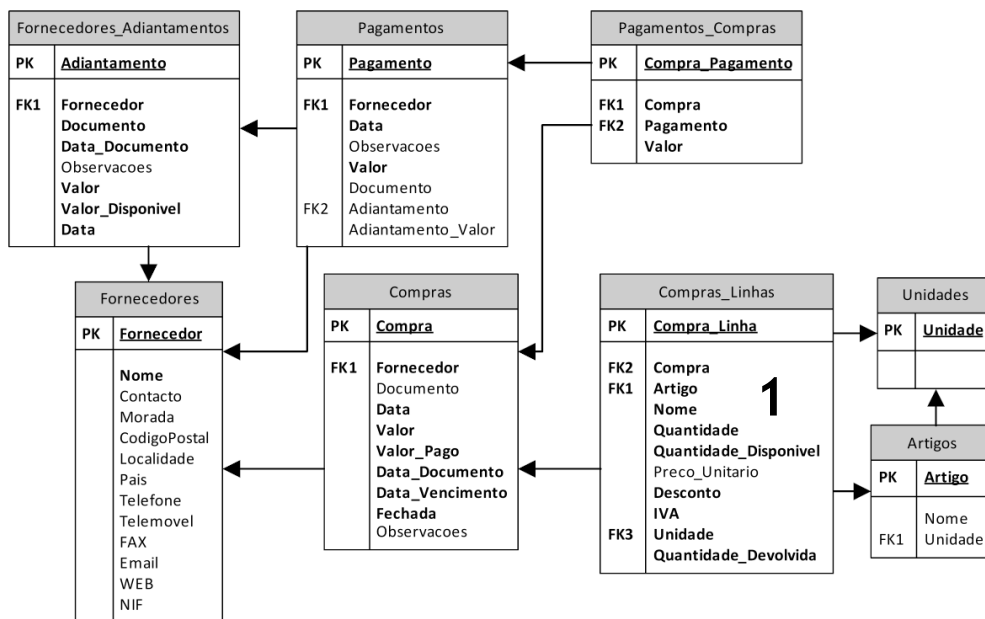 Fornecedores_Adiantamentos
PK Adiantamento
FK1 Fornecedor
Documento
Data_Documento
Observacoes
Valor
Valor_Disponivel
Data
Pagamentos
PK Pagamento
FK1 Fornecedor
Data
Observacoes
Valor
Documento
FK2 Adiantamento
Adiantamento_Valor
Pagamentos_Compras
PK Compra_Pagamento
FK1 Compra
FK2 Pagamento
Valor
Fornecedores
PK Fornecedor
Nome
Contacto
Morada
CodigoPostal
Localidade
Pais
Telefone
Telemovel
FAX
Email
WEB
NIF
Compras
PK Compra
FK1 Fornecedor
Documento
Data
Valor
Valor_Pago
Data_Documento
Data_Vencimento
Fechada
Observacoes
Compras_Linhas
PK Compra_Linha
FK2 Compra
FK1 Artigo
Nome
Quantidade
Quantidade_Disponivel
Preco_Unitario
Desconto
IVA
FK3 Unidade
Quantidade_Devolvida
1
Unidades
PK Unidade
Artigos
PK Artigo
Nome
FK1 Unidade